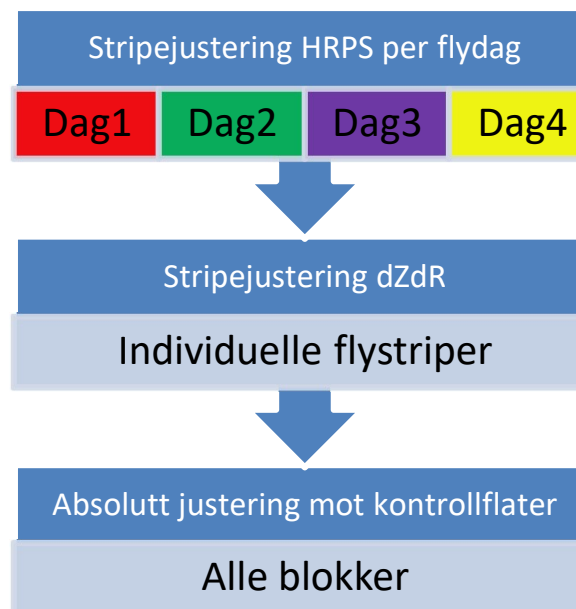 Stripejustering HRPS per flydag
Dag1 Dag2 Dag3 Dag4
Stripejustering dZdR
Individuelle flystriper
Absolutt justering mot kontrollflater
Alle blokker